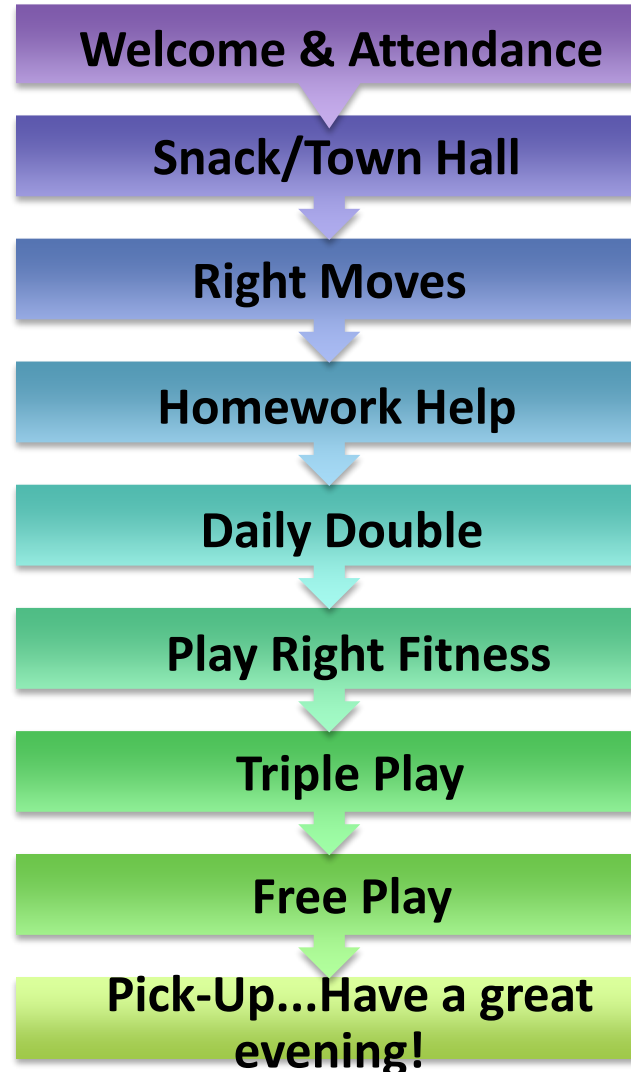 Welcome & Attendance
Snack/Town Hall
Right Moves
Homework Help
Daily Double
Play Right Fitness
Triple Play
Free Play
Pick-Up...Have a great
evening!